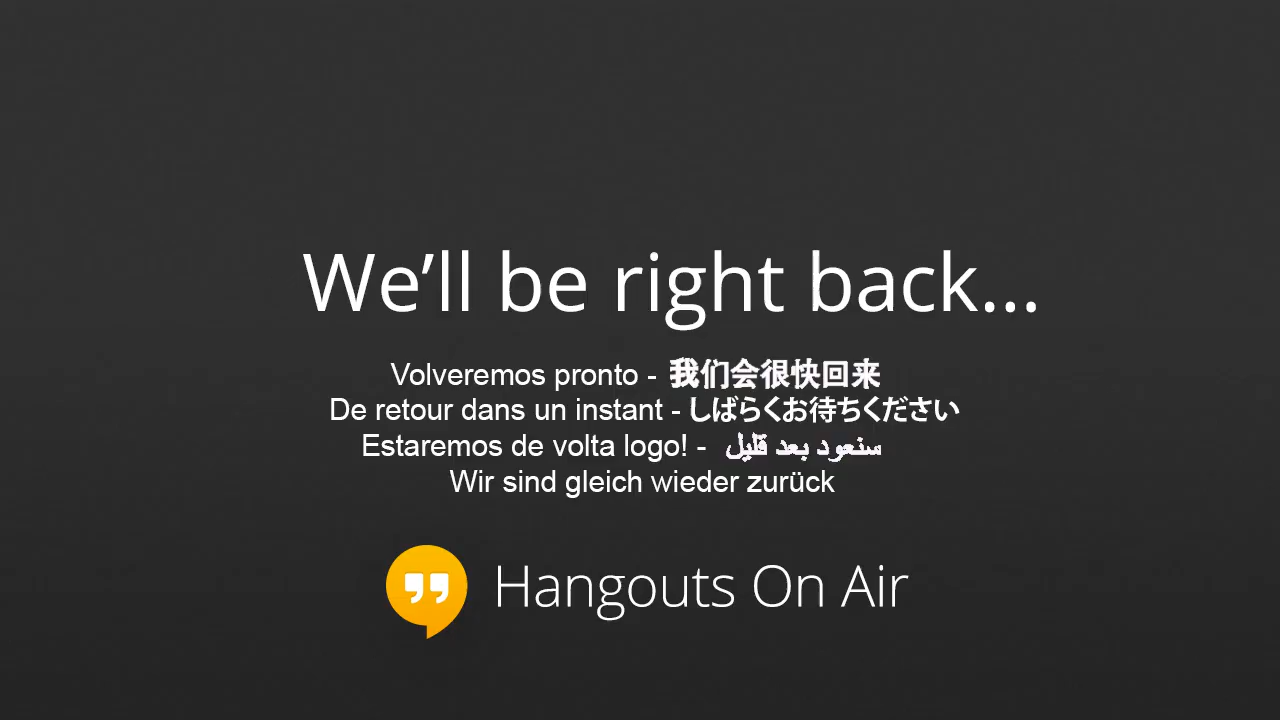 We’ll be right back...
Volveremos pronto - 我们会很快回来
De retour dans un instant - しばらくお待ちください
Estaremos de volta logo! - سنعود بعد قليل
Wir sind gleich wieder zurück
Hangouts On Air